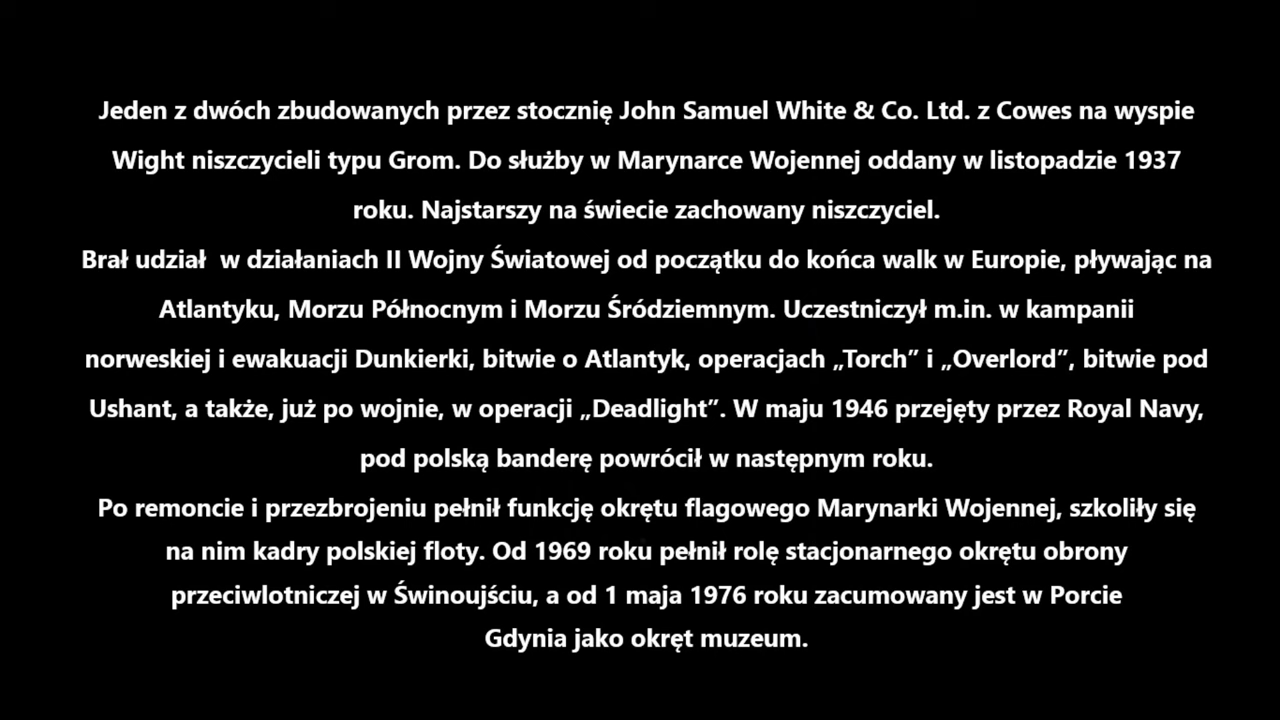 Jeden z dwóch zbudowanych przez stocznię John Samuel White & Co. Ltd. z Cowes na wyspie
Wight niszczycieli typu Grom. Do służby w Marynarce Wojennej oddany w listopadzie 1937
roku. Najstarszy na świecie zachowany niszczyciel.
Brał udział  w działaniach II Wojny Światowej od początku do końca walk w Europie, pływając na
Atlantyku, Morzu Północnym i Morzu Śródziemnym. Uczestniczył m.in. w kampanii
norweskiej i ewakuacji Dunkierki, bitwie o Atlantyk, operacjach „Torch” i „Overlord”, bitwie pod
Ushant, a także, już po wojnie, w operacji „Deadlight”. W maju 1946 przejęty przez Royal Navy,
pod polską banderę powrócił w następnym roku.
Po remoncie i przezbrojeniu pełnił funkcję okrętu flagowego Marynarki Wojennej, szkoliły się
na nim kadry polskiej floty. Od 1969 roku pełnił rolę stacjonarnego okrętu obrony
przeciwlotniczej w Świnoujściu, a od 1 maja 1976 roku zacumowany jest w Porcie
Gdynia jako okręt muzeum.